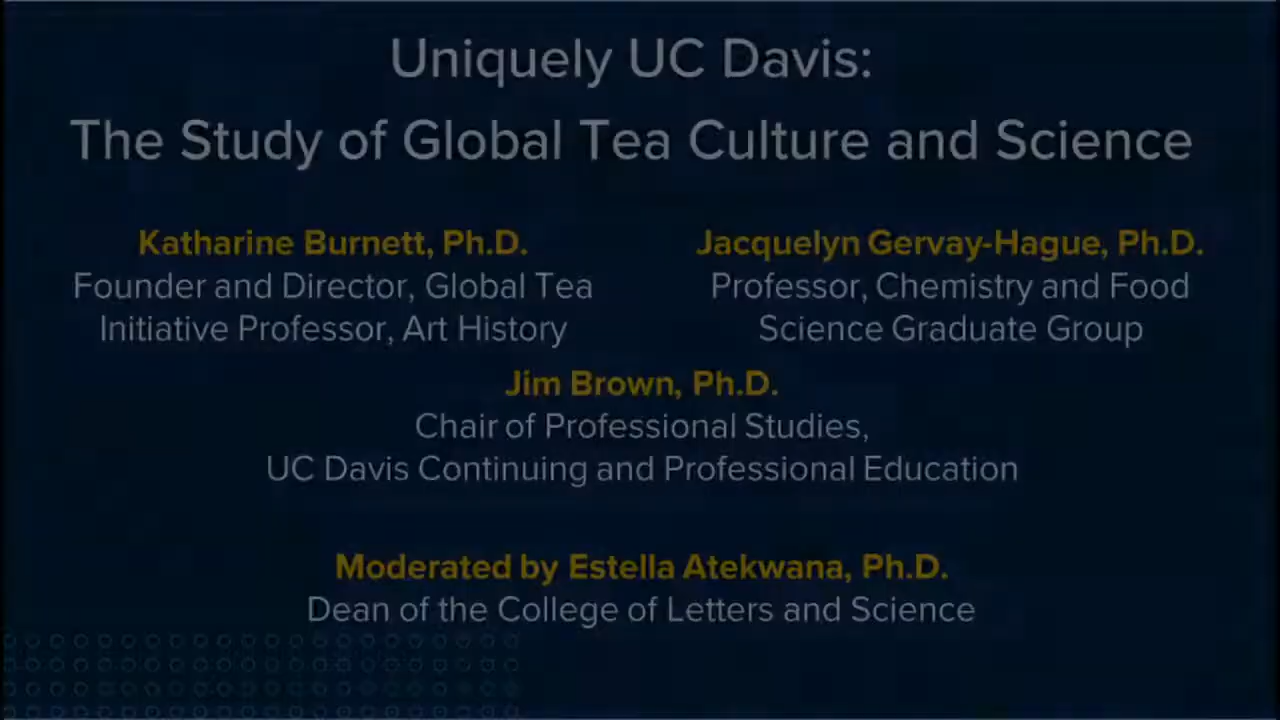 Uniquely UC Davis:
The Study of Global Tea Culture and Science
Katharine Burnett, Ph.D.
Founder and Director, Global Tea
Initiative Professor, Art History
Jacquelyn Gervay-Hague, Ph.D.
Professor, Chemistry and Food
Science Graduate Group
Jim Brown, Ph.D.
Chair of Professional Studies,
UC Davis Continuing and Professional Education
Moderated by Estella Atekwana, Ph.D.
Dean of the College of Letters and Science